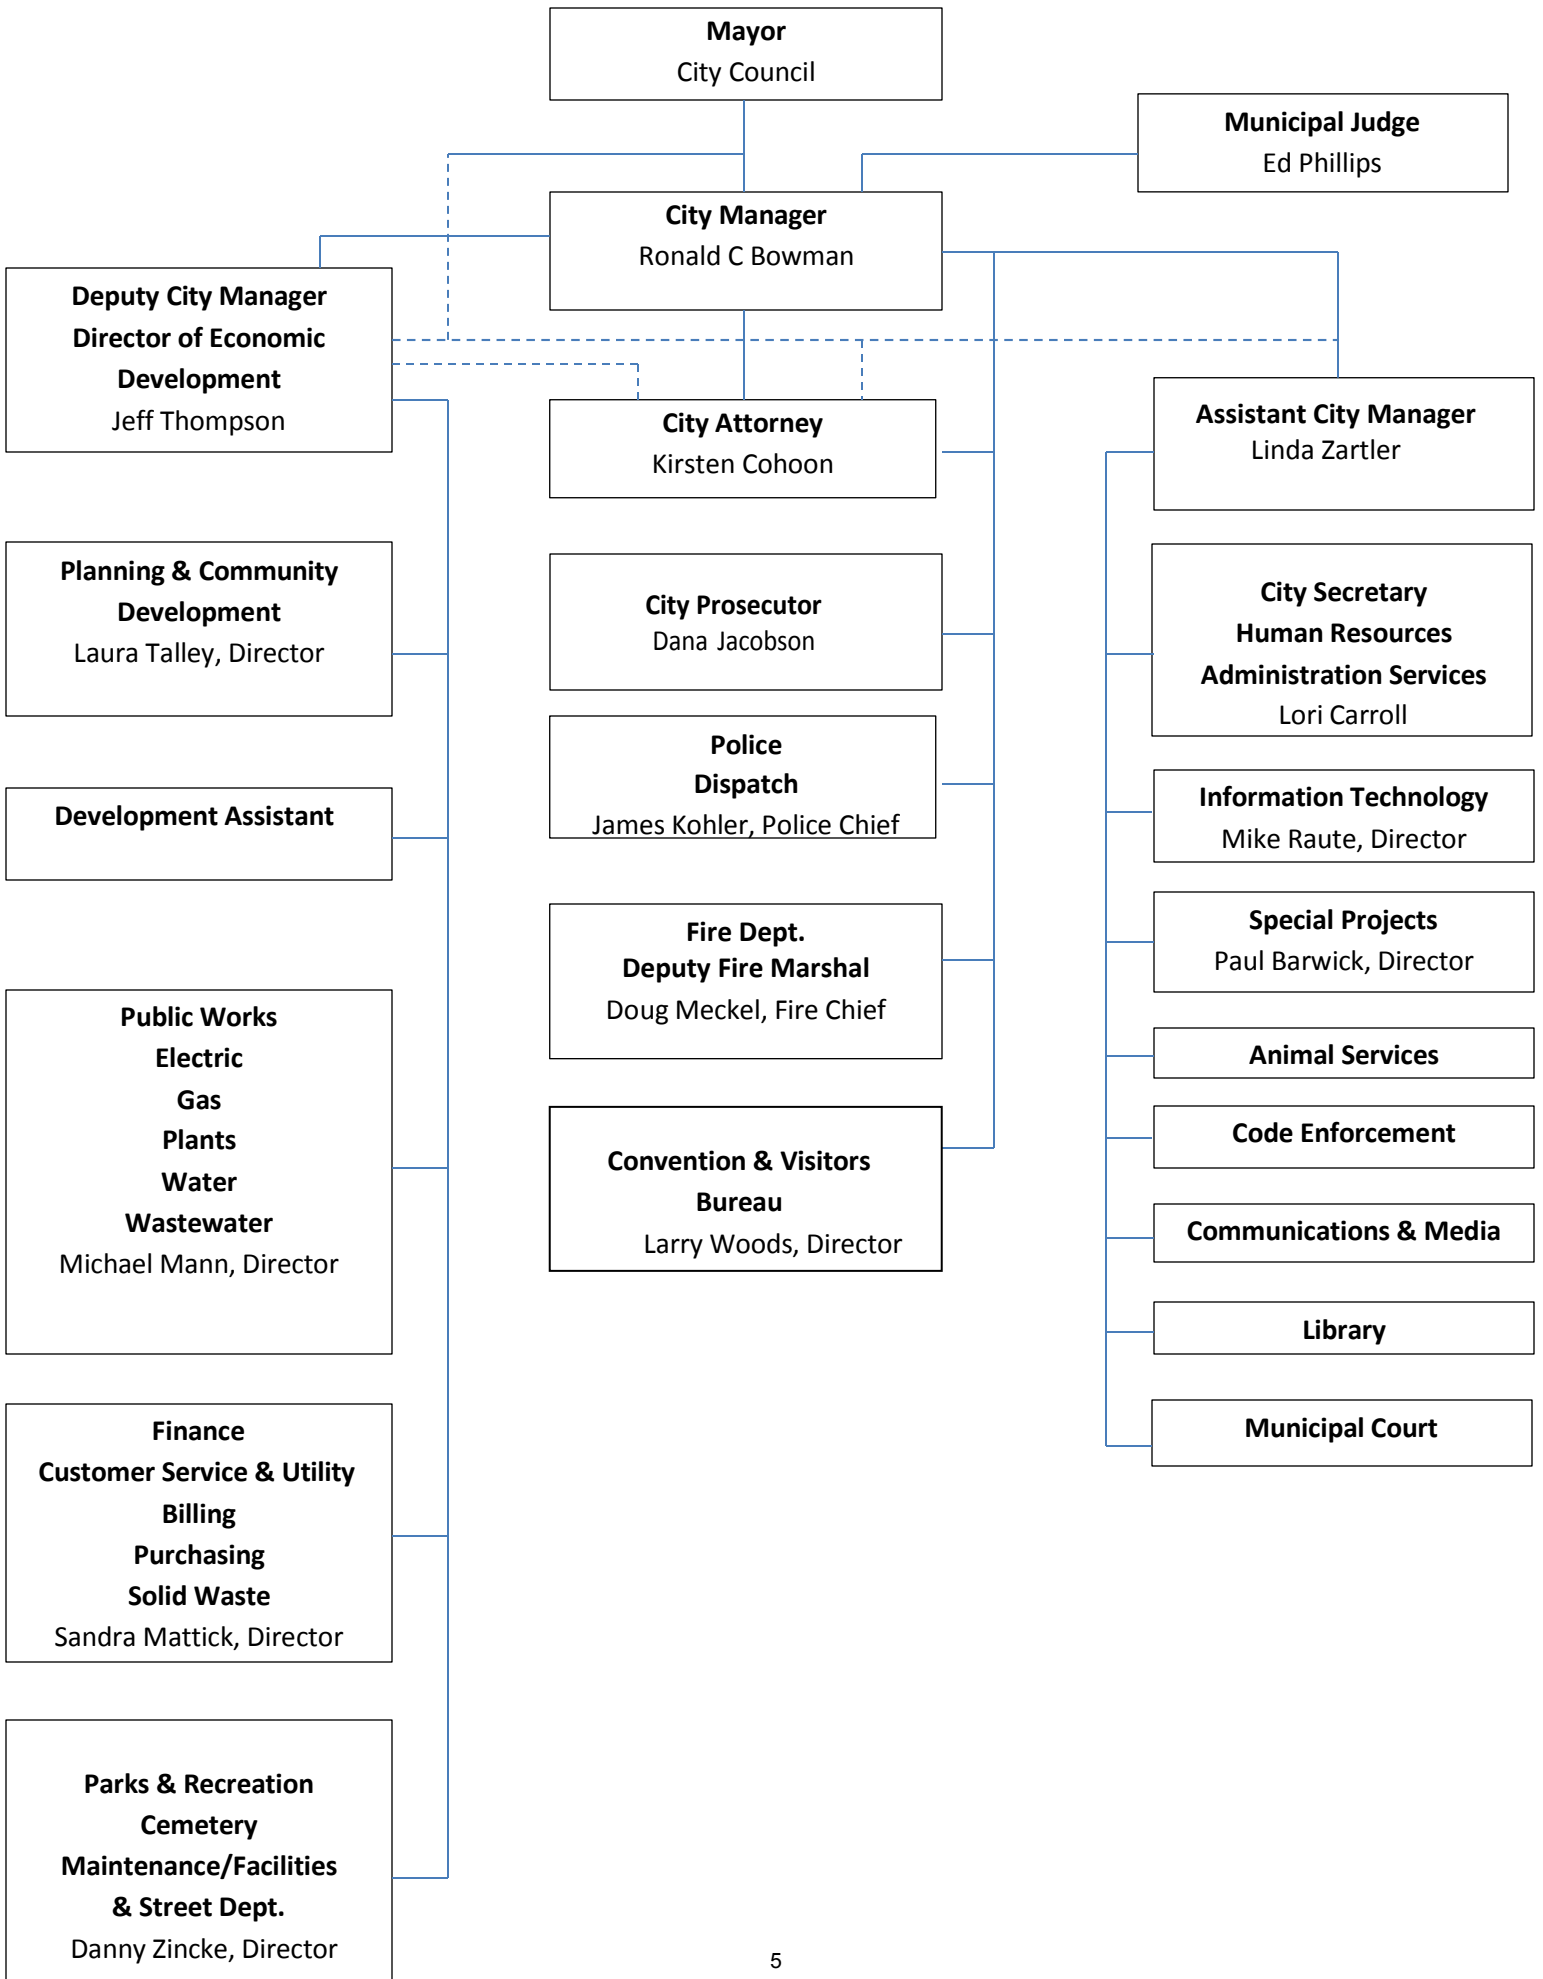 Mayor
City Council
Municipal Judge
Ed Phillips
City Manager
Ronald C Bowman
Deputy City Manager
Director of Economic
Development
Jeff Thompson
City Attorney
Kirsten Cohoon
Assistant City Manager
Linda Zartler
Planning & Community
Development
Laura Talley, Director
Development Assistant
Public Works
Electric
Gas
Plants
Water
Wastewater
Michael Mann, Director
Finance
Customer Service & Utility
Billing
Purchasing
Solid Waste
Sandra Mattick, Director
Parks & Recreation
Cemetery
Maintenance/Facilities
& Street Dept.
Danny Zincke, Director
City Prosecutor
Dana Jacobson
Police
Dispatch
James Kohler, Police Chief
Fire Dept.
Deputy Fire Marshal
Doug Meckel, Fire Chief
Convention & Visitors
Bureau
Larry Woods, Director
City Secretary
Human Resources
Administration Services
Lori Carroll
Information Technology
Mike Raute, Director
Special Projects
Paul Barwick, Director
Animal Services
Code Enforcement
Communications & Media
Library
Municipal Court
5